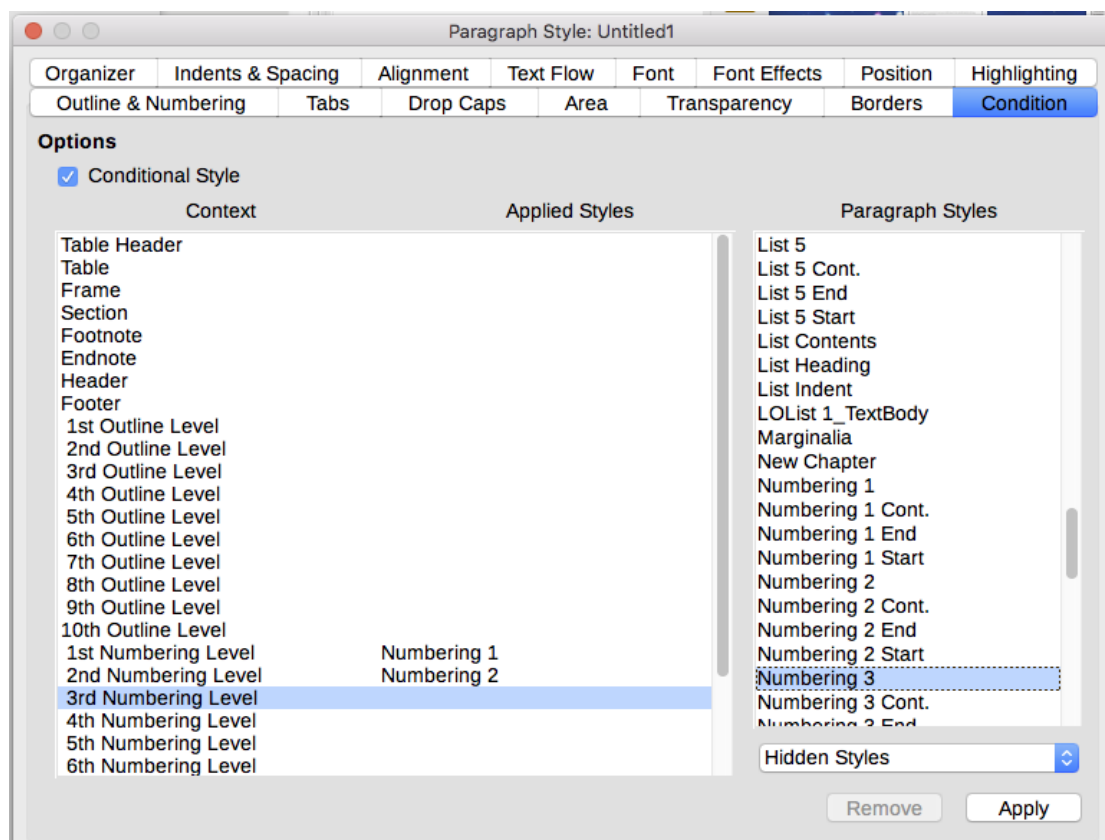 Paragraph Style: Untitled1
Organizer Indents & Spacing Alignment Text Flow Font Font Effects Position Highlighting
Outline & Numbering Tabs Drop Caps Area Transparency Borders Condition
Options
Conditional Style
Context Applied Styles
Table Header
Table
Frame
Section
Footnote
Endnote
Header
Footer
1st Outline Level
2nd Outline Level
3rd Outline Level
4th Outline Level
5th Outline Level
6th Outline Level
7th Outline Level
8th Outline Level
9th Outline Level
10th Outline Level
1st Numbering Level Numbering 1
2nd Numbering Level Numbering 2
3rd Numbering Level
4th Numbering Level
5th Numbering Level
6th Numbering Level
Paragraph Styles
List 5
List 5 Cont.
List 5 End
List 5 Start
List Contents
List Heading
List Indent
LOList 1_TextBody
Marginalia
New Chapter
Numbering 1
Numbering 1 Cont.
Numbering 1 End
Numbering 1 Start
Numbering 2
Numbering 2 Cont.
Numbering 2 End
Numbering 2 Start
Numbering 3
Numbering 3 Cont.
Numbering 3 End
Hidden Styles
Remove Apply